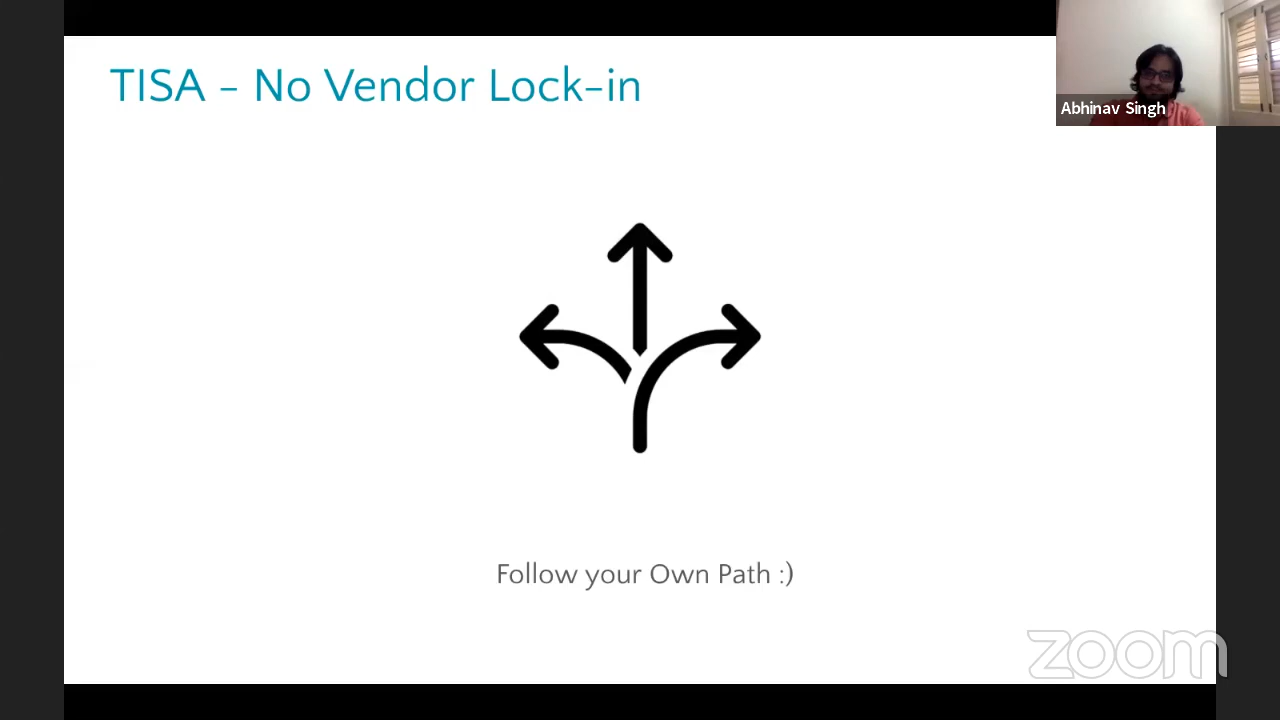 TISA - No Vendor Lock-in
Abhinav Singh
Follow your Own Path :)
zoom